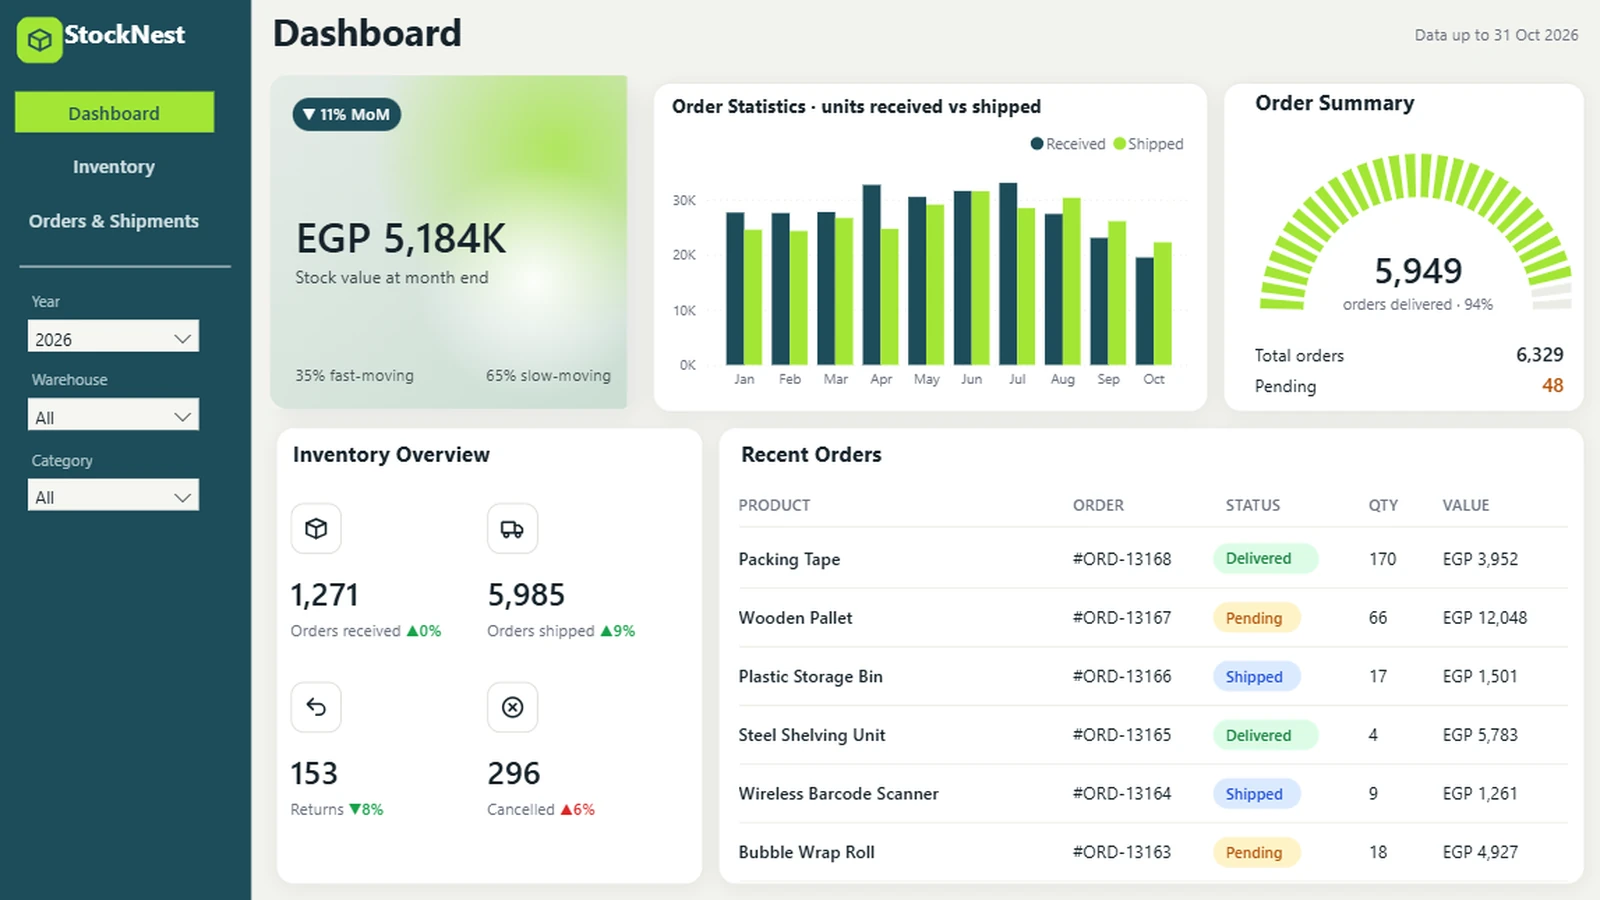 StockNest
Dashboard
Inventory
Orders & Shipments
Year
2026
Warehouse
All
Category
All
Dashboard
Data up to 31 Oct 2026
▼ 11% MoM
EGP 5,184K
Stock value at month end
35% fast-moving
65% slow-moving
Order Statistics · units received vs shipped
Received Shipped
30K
20K
10K
0K
Jan Feb Mar Apr May Jun Jul Aug Sep Oct
Order Summary
5,949
orders delivered · 94%
Total orders 6,329
Pending 48
Inventory Overview
1,271
Orders received ▲0%
5,985
Orders shipped ▲9%
153
Returns ▼8%
296
Cancelled ▲6%
Recent Orders
PRODUCT ORDER STATUS QTY VALUE
Packing Tape #ORD-13168 Delivered 170 EGP 3,952
Wooden Pallet #ORD-13167 Pending 66 EGP 12,048
Plastic Storage Bin #ORD-13166 Shipped 17 EGP 1,501
Steel Shelving Unit #ORD-13165 Delivered 4 EGP 5,783
Wireless Barcode Scanner #ORD-13164 Shipped 9 EGP 1,261
Bubble Wrap Roll #ORD-13163 Pending 18 EGP 4,927